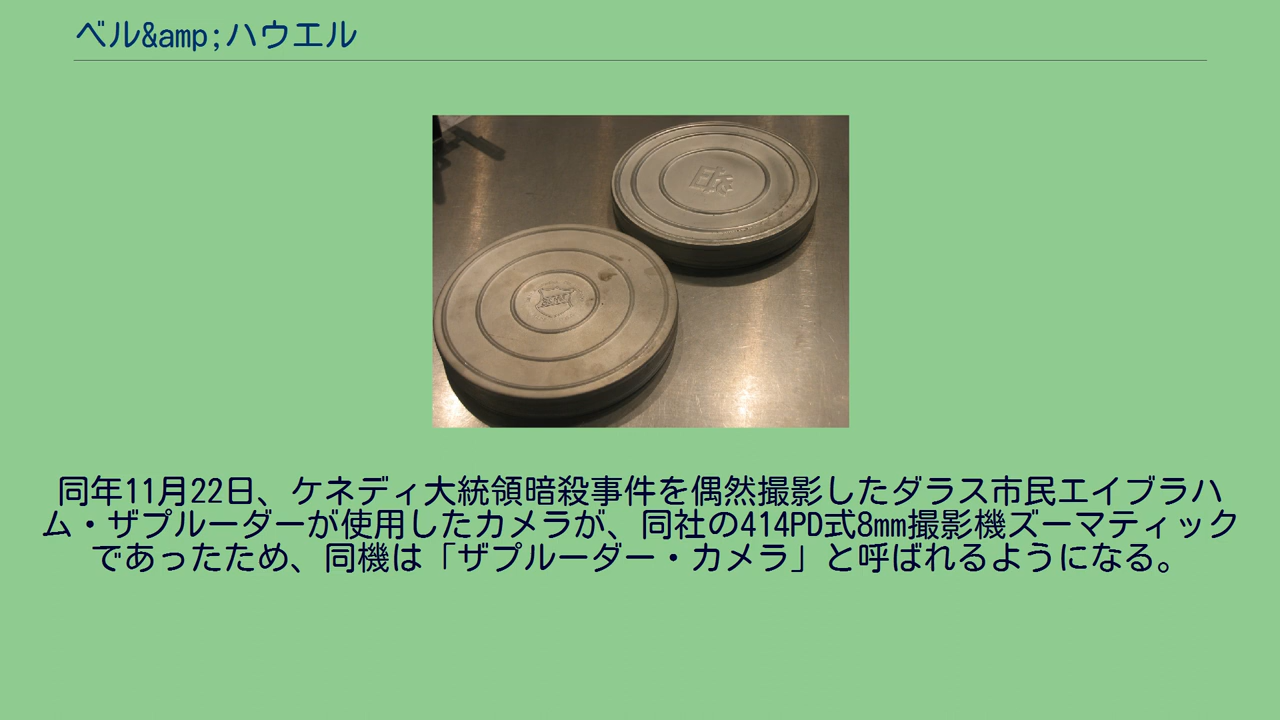 ベル&amp;ハウエル
同年11月22日、ケネディ大統領暗殺事件を偶然撮影したダラス市民エイブラハ
ム・ザプルーダーが使用したカメラが、同社の414PD式8mm撮影機ズーマティック
であったため、同機は「ザプルーダー・カメラ」と呼ばれるようになる。